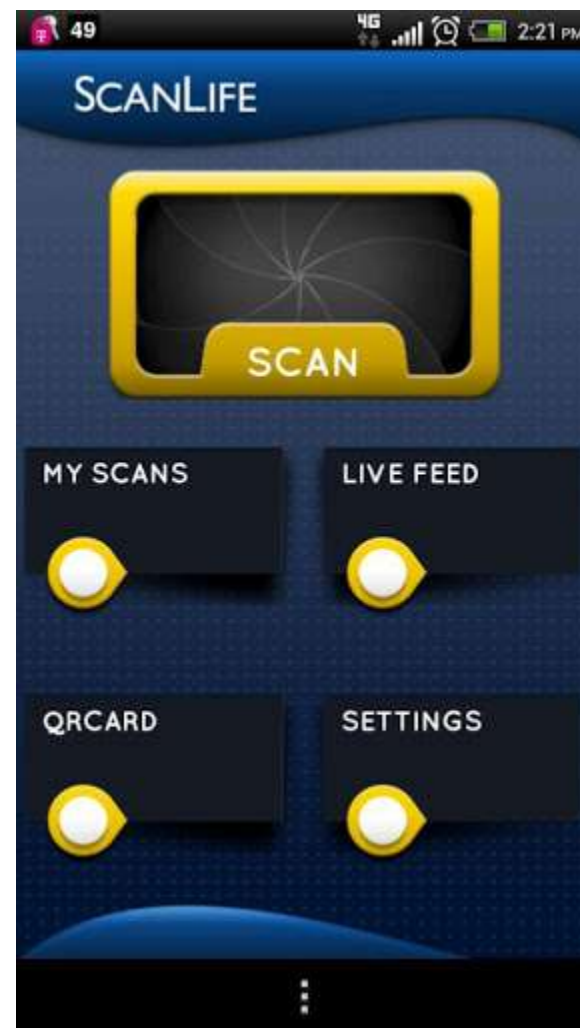 49 4G 2:21 PM
SCANLIFE
SCAN
MY SCANS
LIVE FEED
QRCARD
SETTINGS